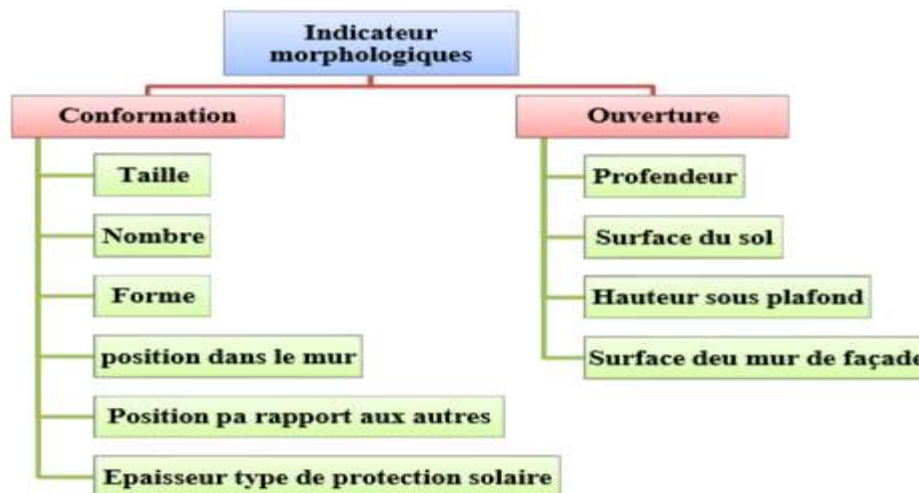 Indicateur
morphologiques
Conformation
Taille
Nombre
Forme
position dans le mur
Position pa rapport aux autres
Epaisseur type de protection solaire
Ouverture
Profendeur
Surface du sol
Hauteur sous plafond
Surface deu mur de façade